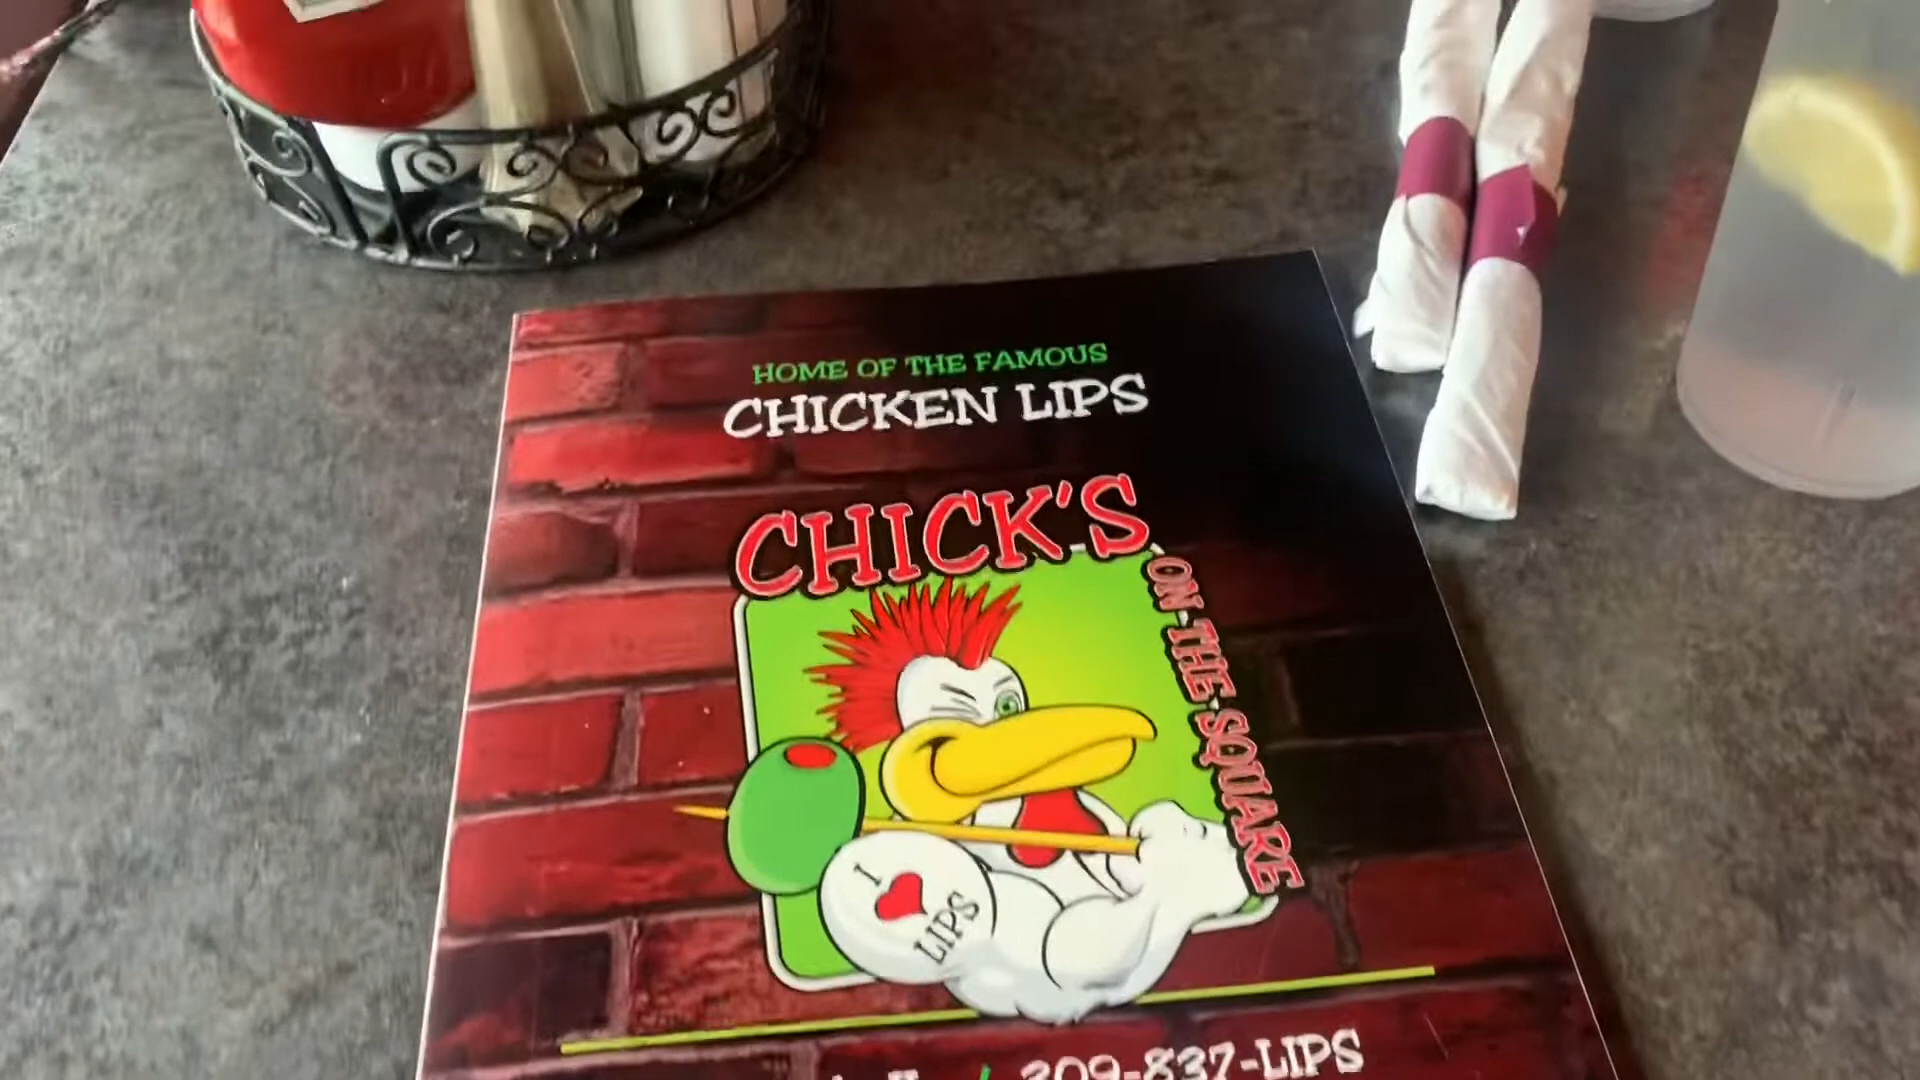 HOME OF THE FAMOUS
CHICKEN LIPS
CHICK'S
ON THE SQUARE
I
LIPS
309-837-LIPS